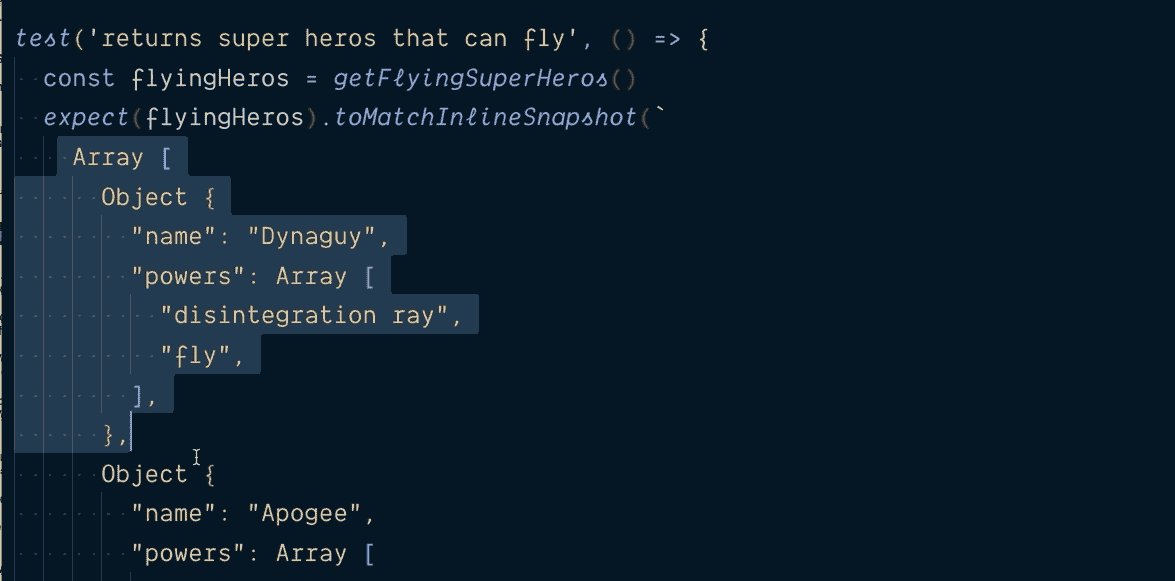 test('returns super heros that can fly', () => {
  const flyingHeros = getFlyingSuperHeros()
  expect(flyingHeros).toMatchInlineSnapshot(`
    Array [
      Object {
        "name": "Dynaguy",
        "powers": Array [
          "disintegration ray",
          "fly",
        ],
      },
      Object {
        "name": "Apogee",
        "powers": Array [